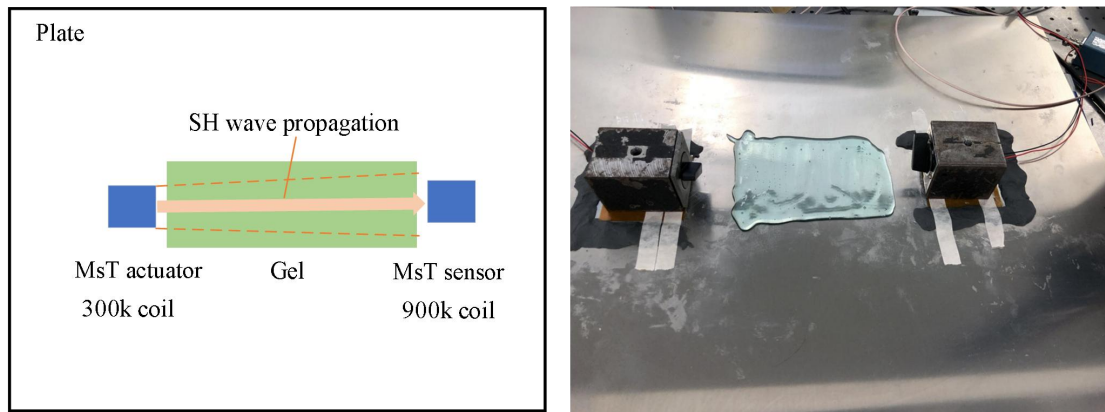 Plate
SH wave propagation
MsT actuator
300k coil
Gel
MsT sensor
900k coil